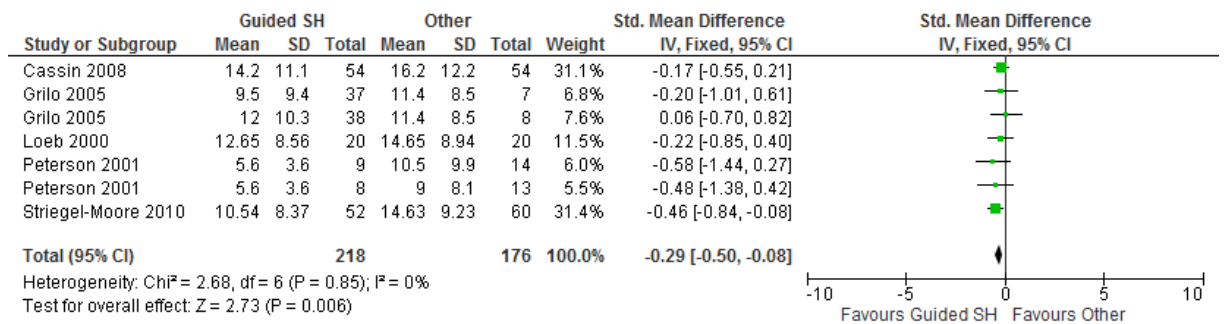 Guided SH Other Std. Mean Difference Std. Mean Difference
Study or Subgroup Mean SD Total Mean SD Total Weight IV, Fixed, 95% CI IV, Fixed, 95% CI
Cassin 2008 14.2 11.1 54 16.2 12.2 54 31.1% -0.17 [-0.55, 0.21]
Grilo 2005 9.5 9.4 37 11.4 8.5 7 6.8% -0.20 [-1.01, 0.61]
Grilo 2005 12 10.3 38 11.4 8.5 8 7.6% 0.06 [-0.70, 0.82]
Loeb 2000 12.65 8.56 20 14.65 8.94 20 11.5% -0.22 [-0.85, 0.40]
Peterson 2001 5.6 3.6 9 10.5 9.9 14 6.0% -0.58 [-1.44, 0.27]
Peterson 2001 5.6 3.6 8 9 8.1 13 5.5% -0.48 [-1.38, 0.42]
Striegel-Moore 2010 10.54 8.37 52 14.63 9.23 60 31.4% -0.46 [-0.84, -0.08]
Total (95% CI) 218 176 100.0% -0.29 [-0.50, -0.08]
Heterogeneity: Chi² = 2.68, df = 6 (P = 0.85); I² = 0%
Test for overall effect: Z = 2.73 (P = 0.006)
-10 -5 0 5 10
Favours Guided SH Favours Other